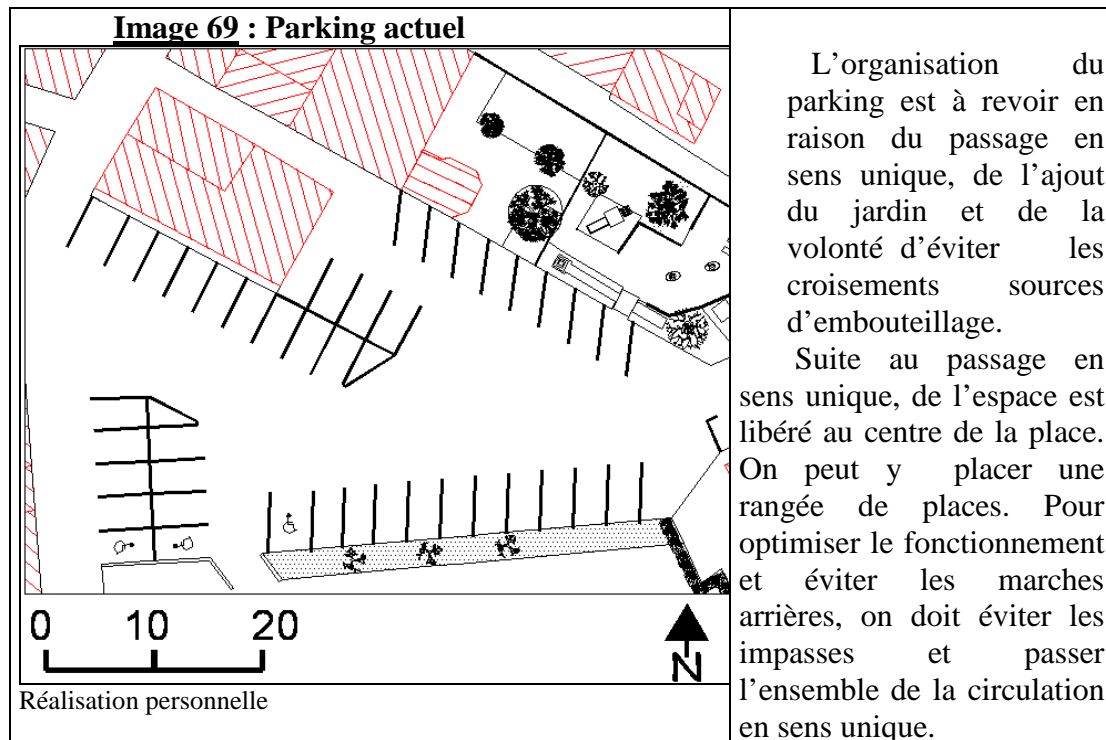 Image 69 : Parking actuel
0 10 20
N
Réalisation personnelle
L’organisation du
parking est à revoir en
raison du passage en
sens unique, de l’ajout
du jardin et de la
volonté d’éviter les
croisements sources
d’embouteillage.
Suite au passage en
sens unique, de l’espace est
libéré au centre de la place.
On peut y placer une
rangée de places. Pour
optimiser le fonctionnement
et éviter les marches
arrières, on doit éviter les
impasses et passer
l’ensemble de la circulation
en sens unique.